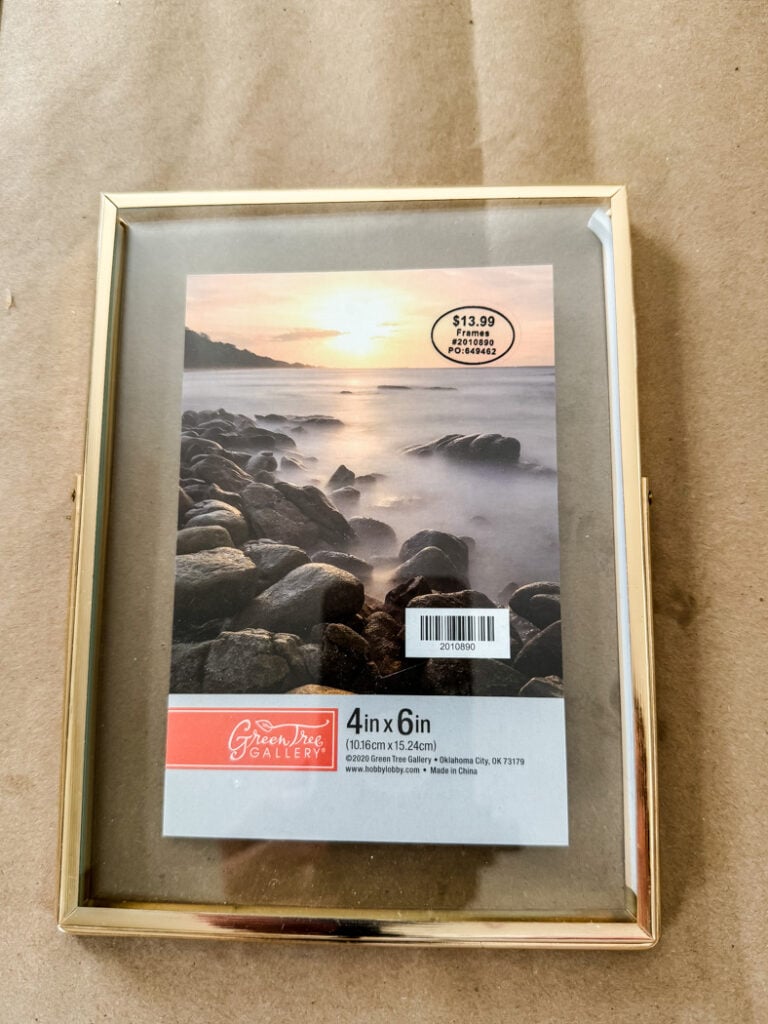 $13.99
Frames
#2010890
PO:649462
2010890
Green Tree
GALLERY®
4in x 6in
(10.16cm x 15.24cm)
©2020 Green Tree Gallery • Oklahoma City, OK 73179
www.hobbylobby.com • Made in China